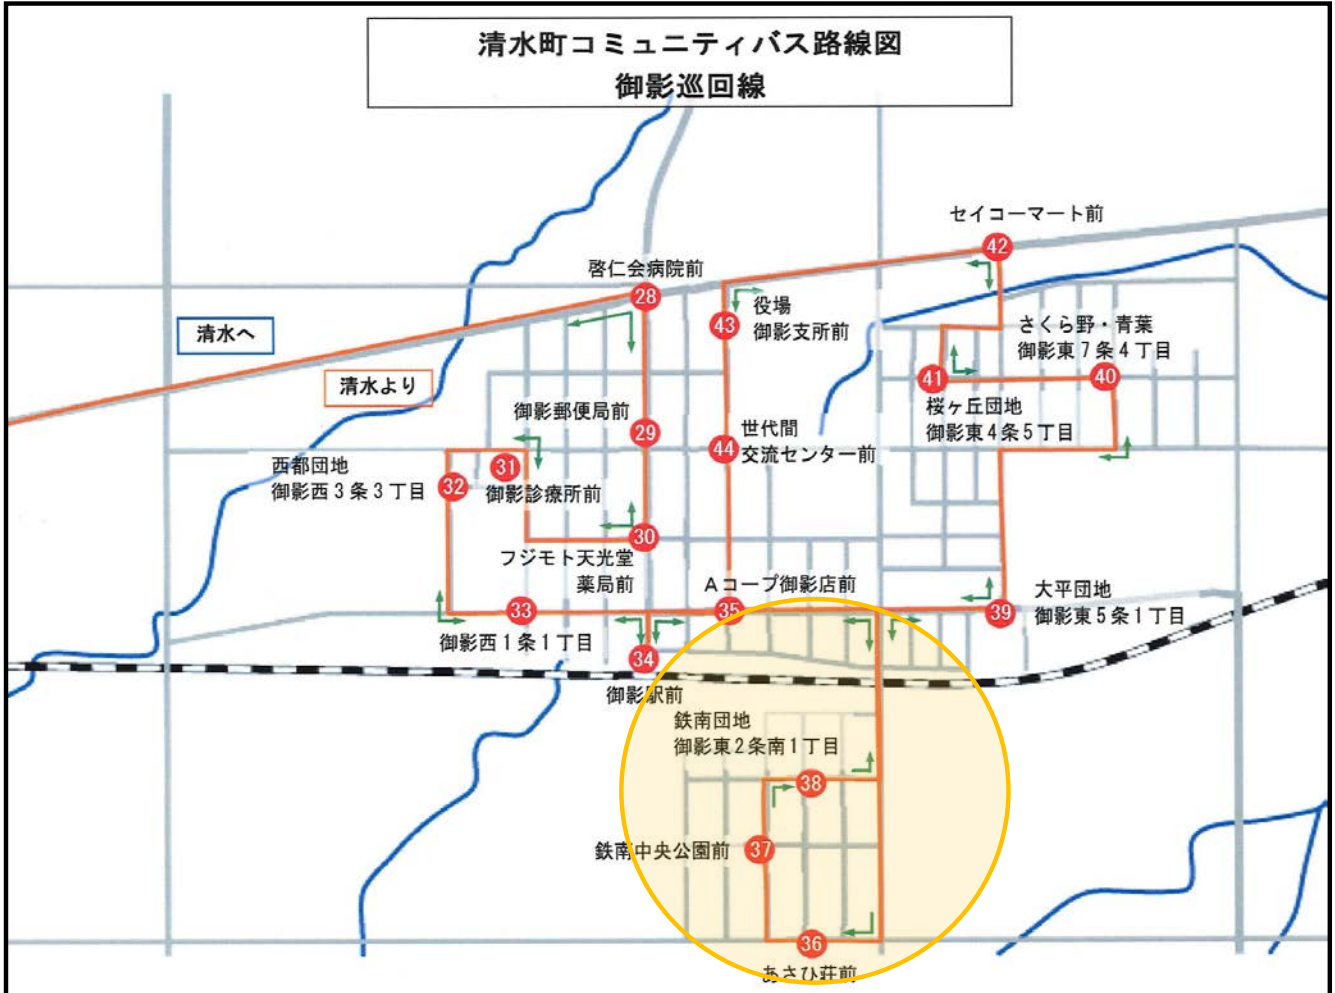 清水町コミュニティバス路線図
御影巡回線
セイコーマート前
42
啓仁会病院前
28
役場
御影支所前
43
清水へ
さくら野・青葉
御影東7条4丁目
40
清水より
41
桜ヶ丘団地
御影東4条5丁目
御影郵便局前
29
世代間
交流センター前
44
西都団地
御影西3条3丁目
32
31
御影診療所前
30
フジモト天光堂
薬局前
Aコープ御影店前
35
33
御影西1条1丁目
39
大平団地
御影東5条1丁目
34
御影駅前
鉄南団地
御影東2条南1丁目
38
鉄南中央公園前
37
36
あさひ荘前